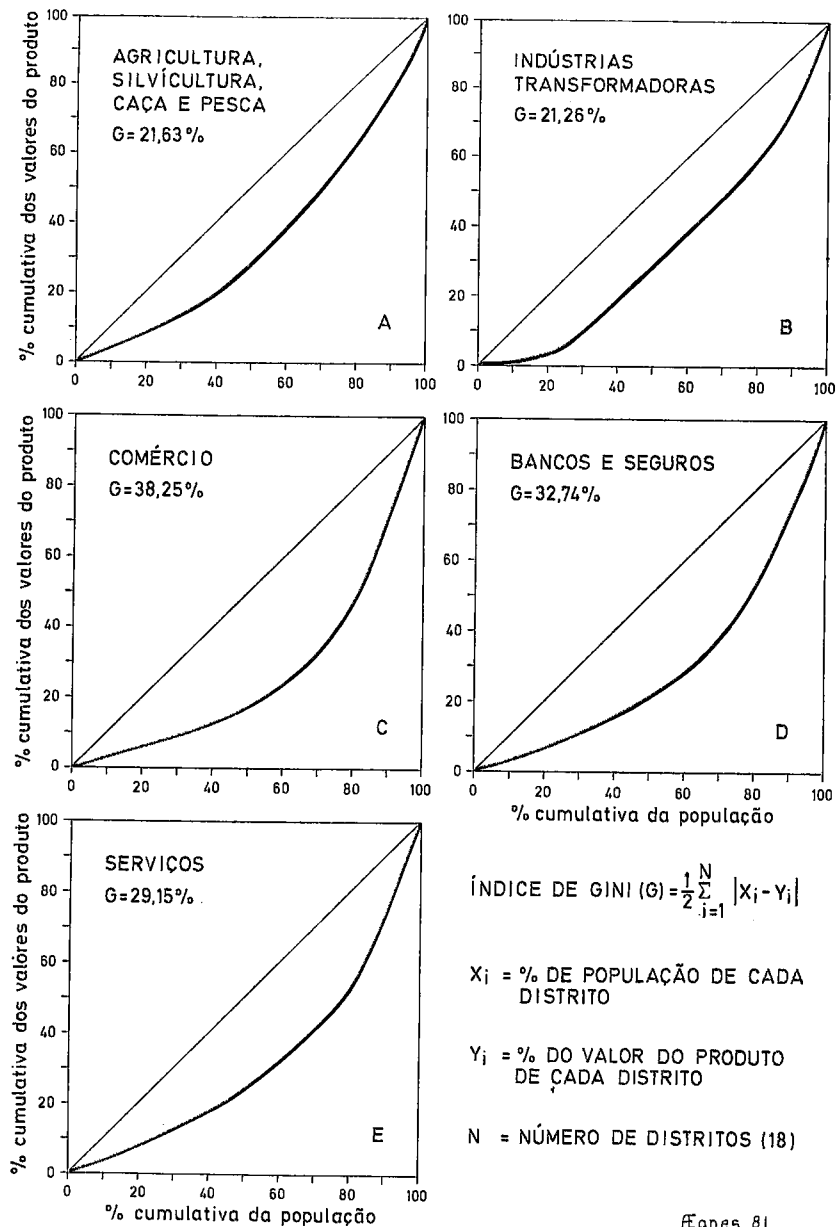 % cumulativa dos valores do produto
100
80
60
40
20
0
AGRICULTURA,
SILVÍCULTURA,
CAÇA E PESCA
G=21,63%
A
0 20 40 60 80 100
100
80
60
40
20
0
INDÚSTRIAS
TRANSFORMADORAS
G=21,26%
B
0 20 40 60 80 100
% cumulativa dos valores do produto
100
80
60
40
20
0
COMÉRCIO
G=38,25%
C
0 20 40 60 80 100
100
80
60
40
20
0
BANCOS E SEGUROS
G=32,74%
D
0 20 40 60 80 100
% cumulativa da população
% cumulativa dos valores do produto
100
80
60
40
20
0
SERVIÇOS
G=29,15%
E
0 20 40 60 80 100
% cumulativa da população
ÍNDICE DE GINI (G) = 1/2 Σ N i=1 |Xi - Yi|
Xi = % DE POPULAÇÃO DE CADA
DISTRITO
Yi = % DO VALOR DO PRODUTO
DE CADA DISTRITO
N = NÚMERO DE DISTRITOS (18)
81